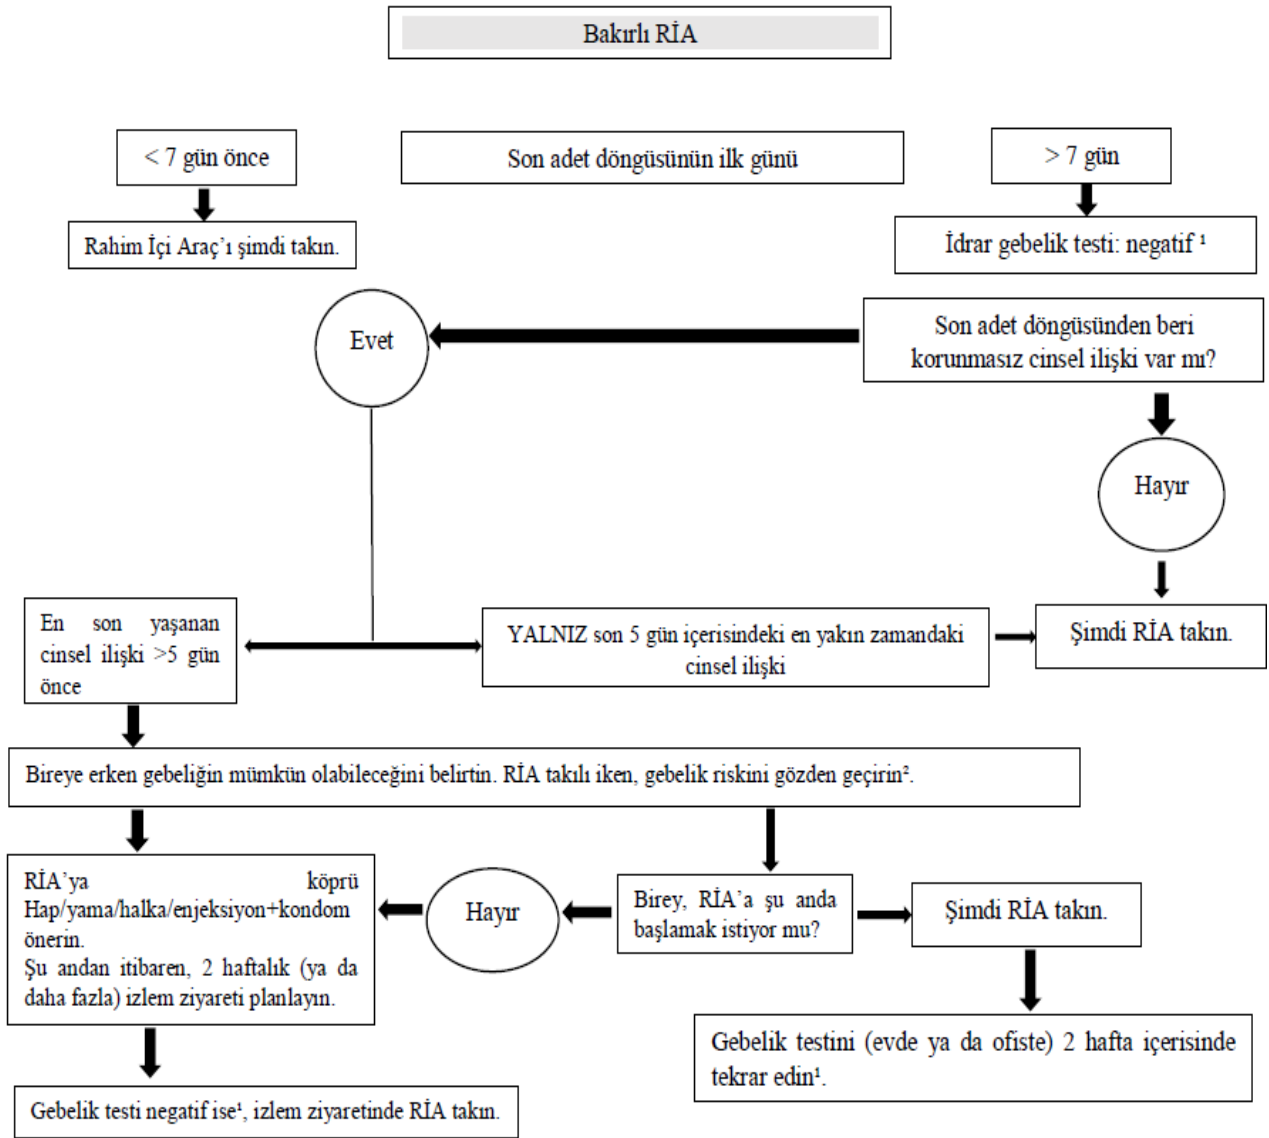 Bakırlı RİA
< 7 gün önce
Son adet döngüsünün ilk günü
> 7 gün
Rahim İçi Araç’ı şimdi takın.
İdrar gebelik testi: negatif ¹
Evet
Son adet döngüsünden beri
korunmasız cinsel ilişki var mı?
Hayır
En son yaşanan
cinsel ilişki >5 gün
önce
YALNIZ son 5 gün içerisindeki en yakın zamandaki
cinsel ilişki
Şimdi RİA takın.
Bireye erken gebeliğin mümkün olabileceğini belirtin. RİA takılı iken, gebelik riskini gözden geçirin².
RİA’ya köprü
Hap/yama/halka/enjeksiyon+kondom
önerin.
Şu andan itibaren, 2 haftalık (ya da
daha fazla) izlem ziyareti planlayın.
Hayır
Birey, RİA’a şu anda
başlamak istiyor mu?
Şimdi RİA takın.
Gebelik testini (evde ya da ofiste) 2 hafta içerisinde
tekrar edin¹.
Gebelik testi negatif ise¹, izlem ziyaretinde RİA takın.